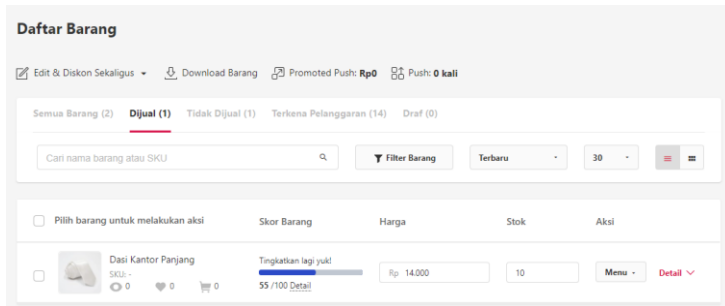 Daftar Barang
Edit & Diskon Sekaligus Download Barang Promoted Push: Rp0 Push: 0 kali
Semua Barang (2) Dijual (1) Tidak Dijual (1) Terkena Pelanggaran (14) Draf (0)
Cari nama barang atau SKU Filter Barang Terbaru 30
Pilih barang untuk melakukan aksi Skor Barang Harga Stok Aksi
Dasi Kantor Panjang Tingkatkan lagi yuk!
SKU: - Rp 14.000 10 Menu Detail
0 0 0 55 /100 Detail